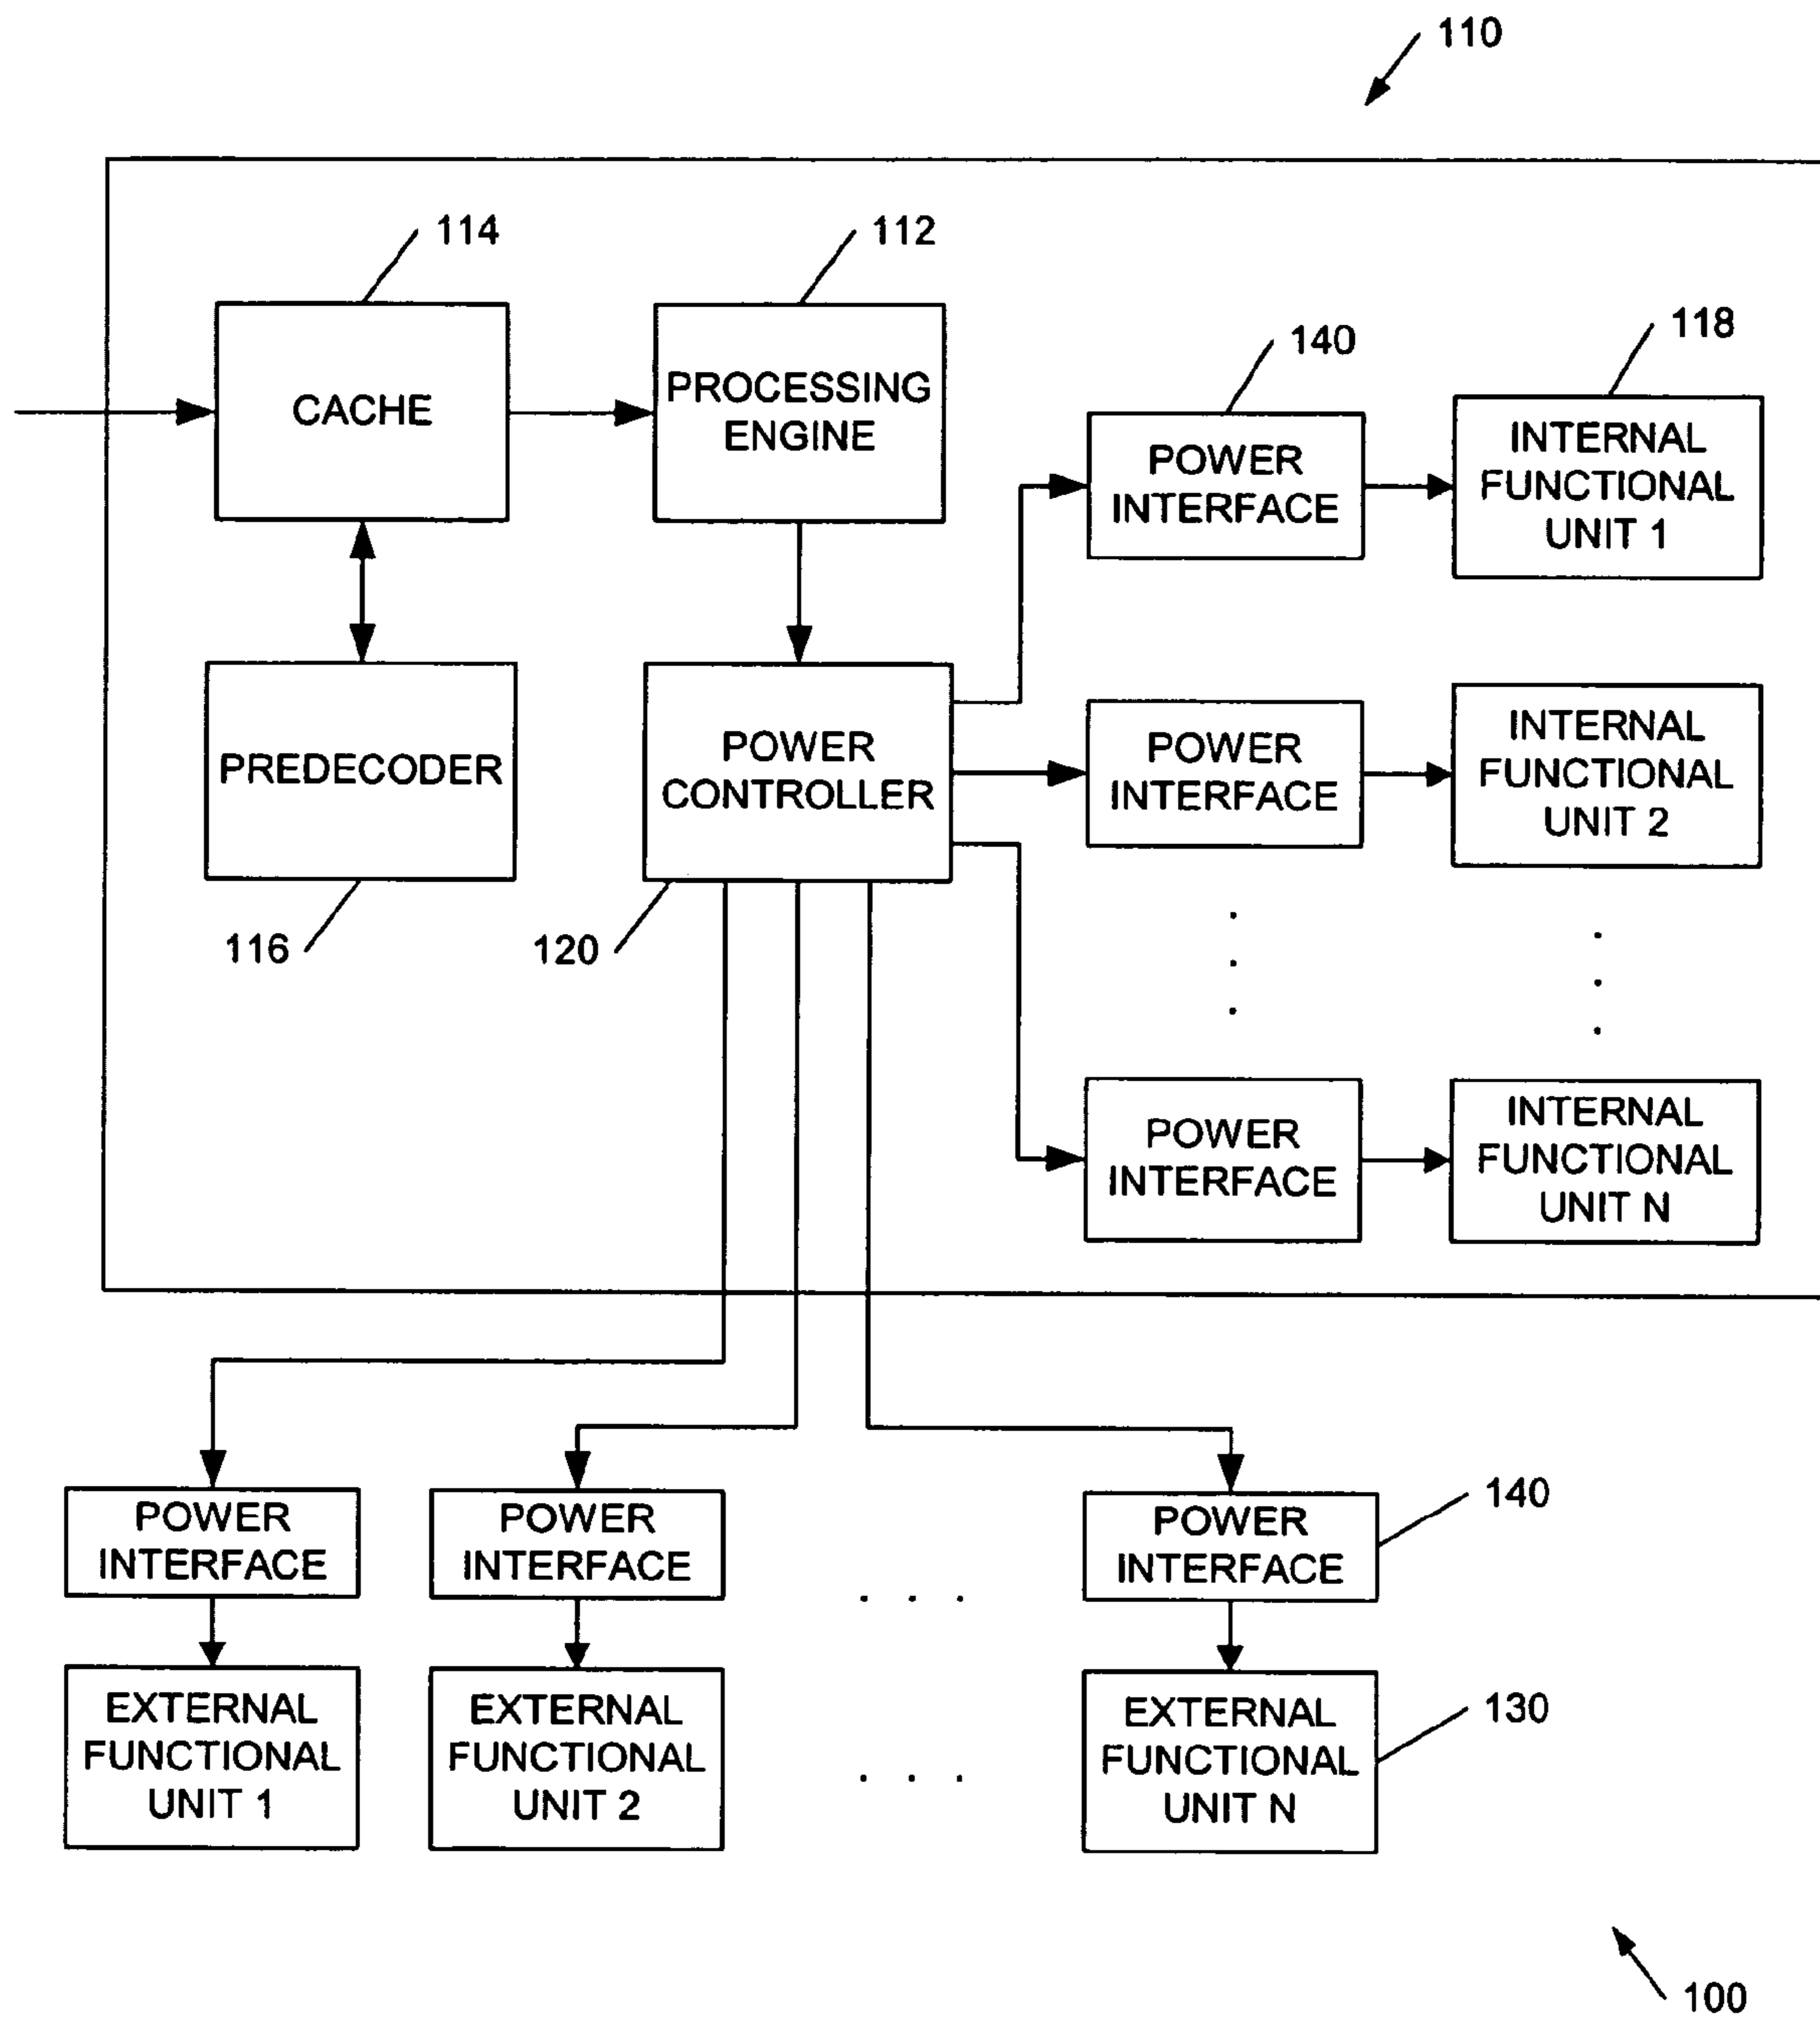 110
114
112
140
118
CACHE
PROCESSING
ENGINE
POWER
INTERFACE
INTERNAL
FUNCTIONAL
UNIT 1
PREDECODER
POWER
CONTROLLER
POWER
INTERFACE
INTERNAL
FUNCTIONAL
UNIT 2
116
120
. . .
. . .
POWER
INTERFACE
INTERNAL
FUNCTIONAL
UNIT N
POWER
INTERFACE
POWER
INTERFACE
. . .
POWER
INTERFACE
140
EXTERNAL
FUNCTIONAL
UNIT 1
EXTERNAL
FUNCTIONAL
UNIT 2
. . .
EXTERNAL
FUNCTIONAL
UNIT N
130
100